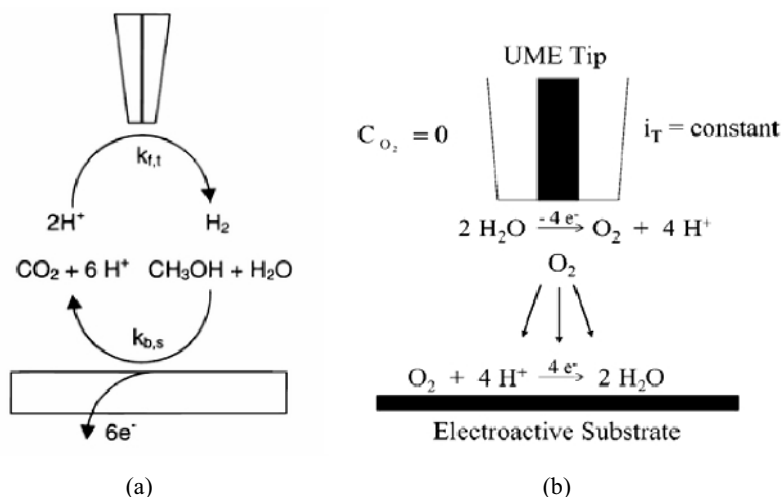 k_f,t
2H⁺ H₂
CO₂ + 6 H⁺ CH₃OH + H₂O
k_b,s
6e⁻
(a)
UME Tip
C_O₂ = 0
i_T = constant
2 H₂O - 4 e⁻ → O₂ + 4 H⁺
O₂
O₂ + 4 H⁺ 4 e⁻ → 2 H₂O
Electroactive Substrate
(b)